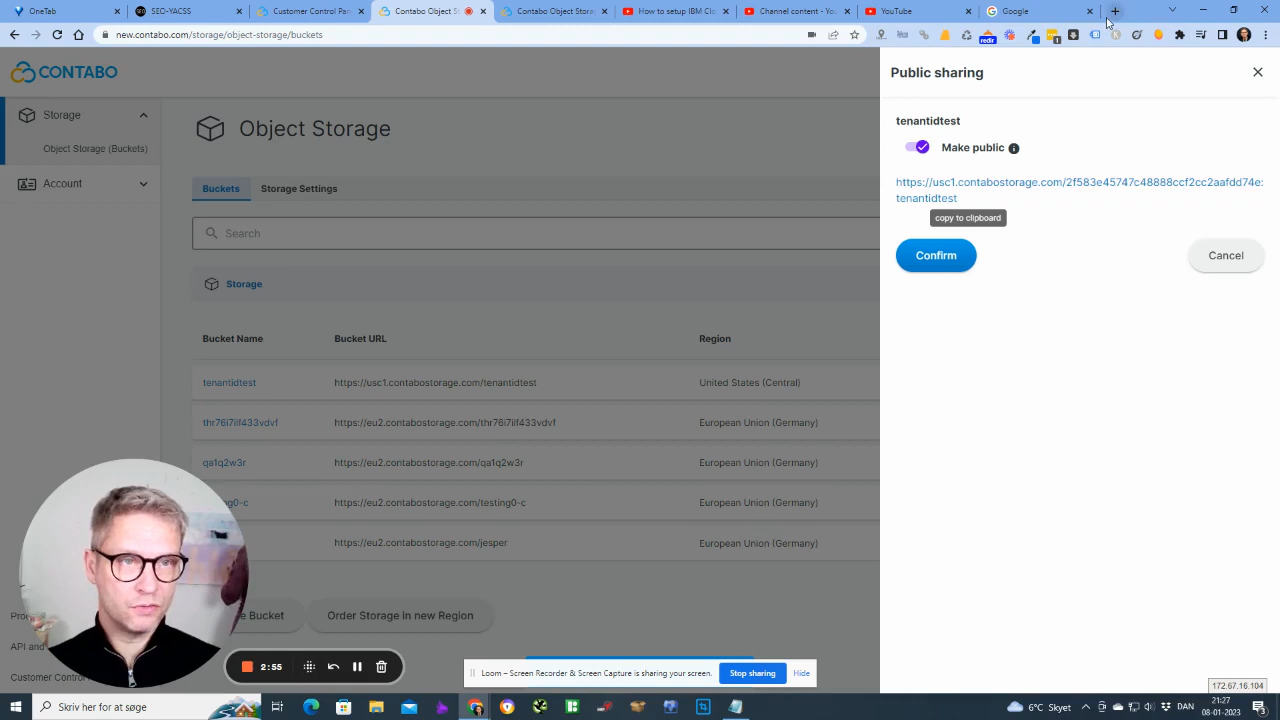 OneTab
SEO-YACSS
Customer Control Pan
Contabo Object Stora
Contabo Object Stora
How to setup IBM Clo
Channel content - You
YouTube
Google
new.contabo.com/storage/object-storage/buckets
redir
1
CONTABO
Storage
Object Storage (Buckets)
Account
Object Storage
Buckets
Storage Settings
Search
Storage
Bucket Name
Bucket URL
Region
tenantidtest
https://usc1.contabostorage.com/tenantidtest
United States (Central)
thr76i7ilf433vdvf
https://eu2.contabostorage.com/thr76i7ilf433vdvf
European Union (Germany)
qa1q2w3r
https://eu2.contabostorage.com/qa1q2w3r
European Union (Germany)
ng0-c
https://eu2.contabostorage.com/testing0-c
European Union (Germany)
https://eu2.contabostorage.com/jesper
European Union (Germany)
e Bucket
Order Storage in new Region
Prod
API and
Customer Control
Public sharing
tenantidtest
Make public
https://usc1.contabostorage.com/2f583e45747c48888ccf2cc2aafdd74e:
tenantidtest
copy to clipboard
Confirm
Cancel
2:55
Loom – Screen Recorder & Screen Capture is sharing your screen.
Stop sharing
Hide
172.67.16.104
Skriv her for at søge
6°C Skyet
DAN
21:27
08-01-2023